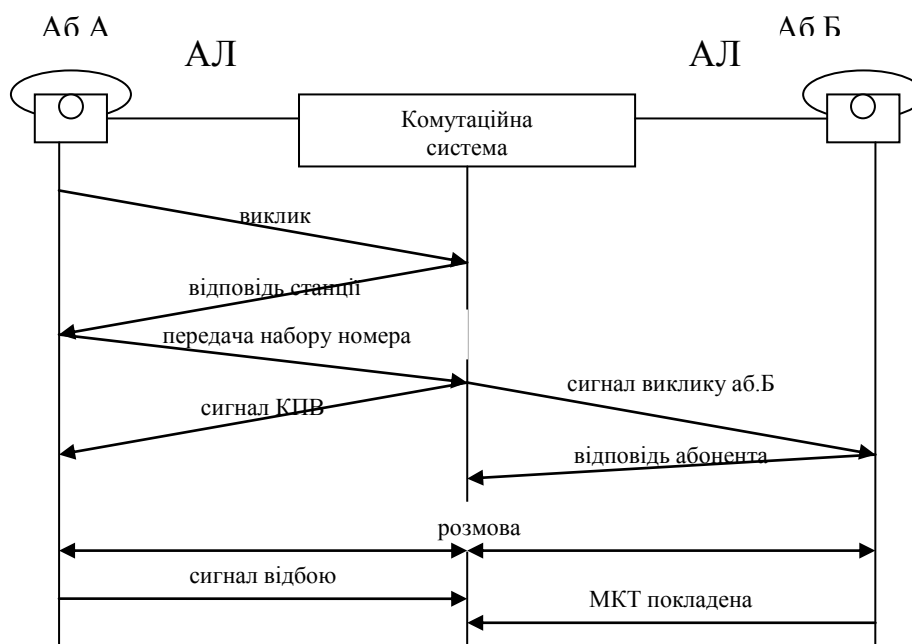 Аб А
Аб Б
АЛ
АЛ
Комутаційна
система
виклик
відповідь станції
передача набору номера
сигнал виклику аб.Б
сигнал КПВ
відповідь абонента
розмова
сигнал відбою
МКТ покладена